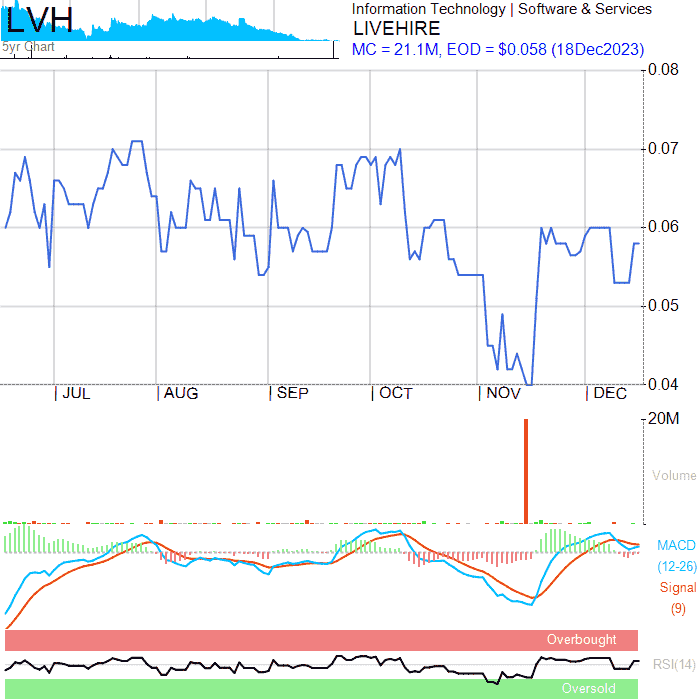 LVH
5yr Chart
Information Technology | Software & Services
LIVEHIRE
MC = 21.1M, EOD = $0.058 (18Dec2023)
0.08
0.07
0.06
0.05
0.04
JUL AUG SEP OCT NOV DEC
20M
Volume
MACD
(12-26)
Signal
(9)
Overbought
RSI(14)
Oversold